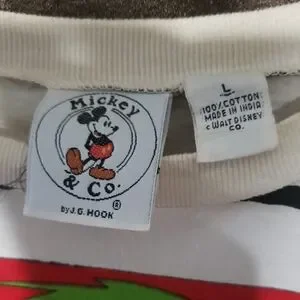 Mickey
& Co.
®
by J.G. HOOK
L
100% COTTON
MADE IN INDIA
© WALT DISNEY
CO.